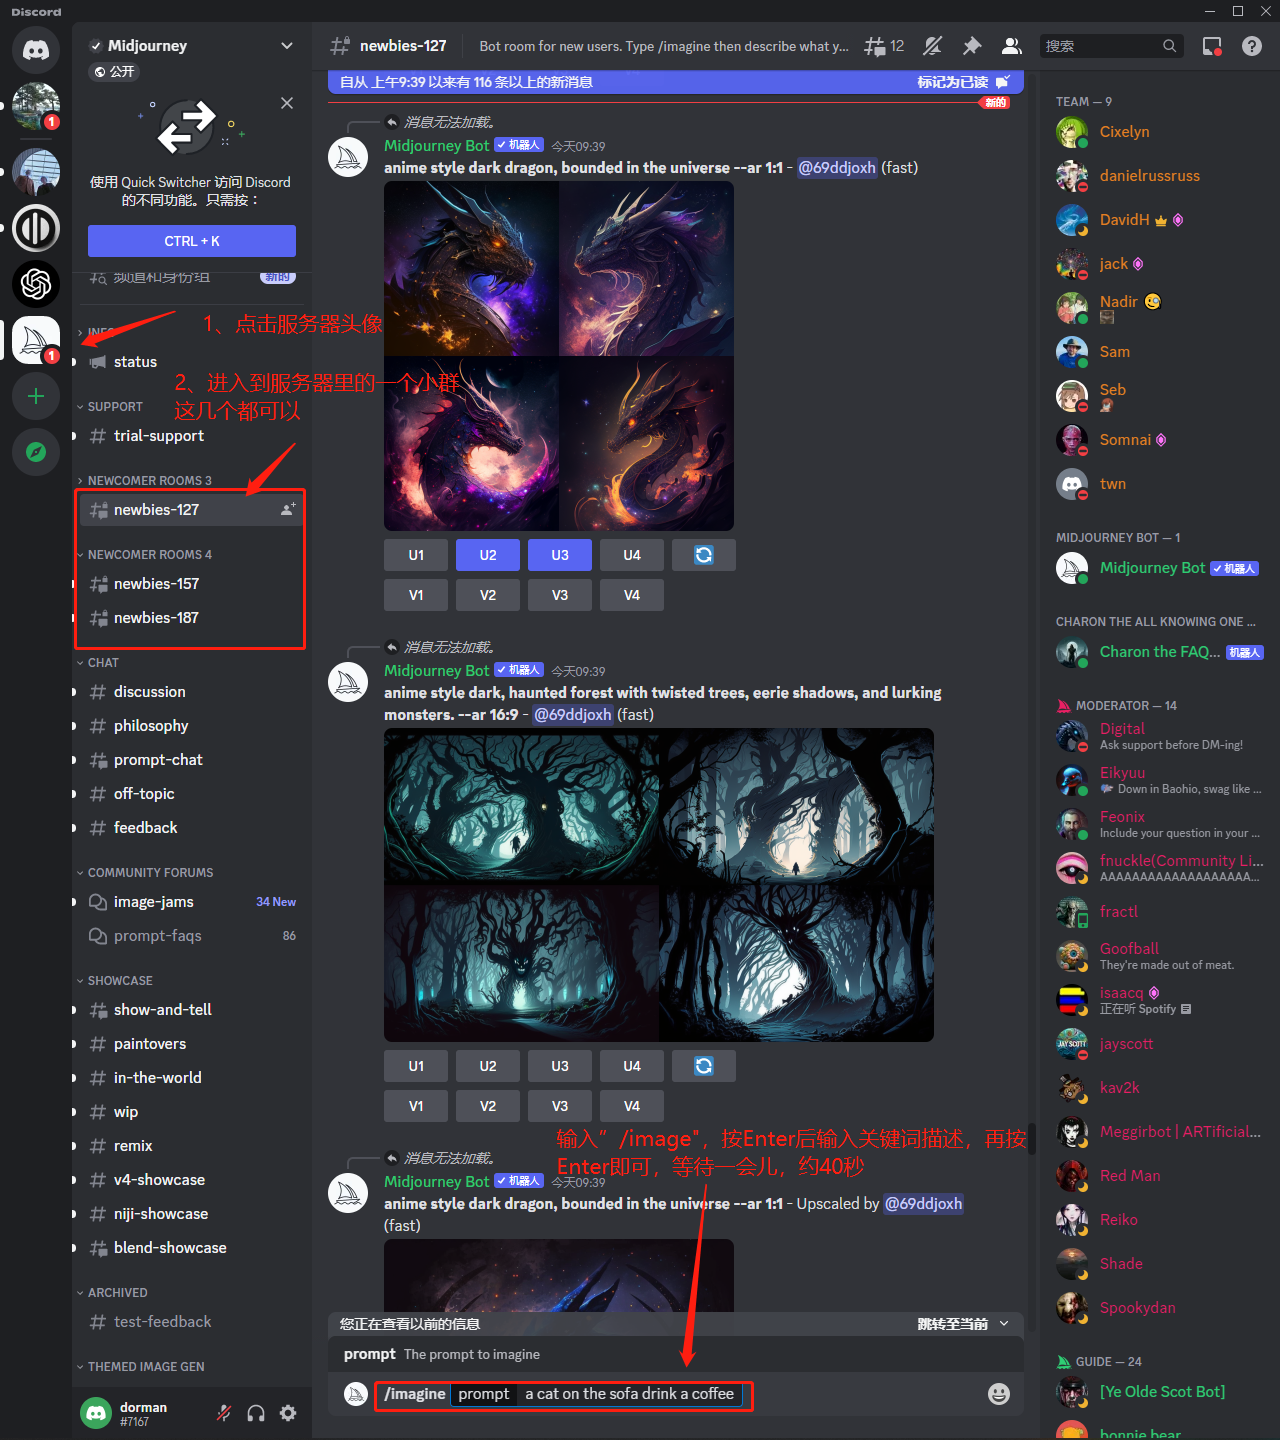 Discord
Midjourney
公开
使用 Quick Switcher 访问 Discord
的不同功能。只需按：
CTRL + K
频道和身份组
新的
1
1
1、点击服务器头像
status
2、进入到服务器里的一个小群
这几个都可以
SUPPORT
trial-support
NEWCOMER ROOMS 3
newbies-127
NEWCOMER ROOMS 4
newbies-157
newbies-187
CHAT
discussion
philosophy
prompt-chat
off-topic
feedback
COMMUNITY FORUMS
image-jams 34 New
prompt-faqs 86
SHOWCASE
show-and-tell
paintovers
in-the-world
wip
remix
v4-showcase
niji-showcase
blend-showcase
ARCHIVED
test-feedback
THEMED IMAGE GEN
dorman
#7167
newbies-127 Bot room for new users. Type /imagine then describe what y... 12 搜索
自从 上午9:39 以来有 116 条以上的新消息 标记为已读
新的
消息无法加载。
Midjourney Bot 机器人 今天09:39
anime style dark dragon, bounded in the universe --ar 1:1 - @69ddjoxh (fast)
U1 U2 U3 U4
V1 V2 V3 V4
消息无法加载。
Midjourney Bot 机器人 今天09:39
anime style dark, haunted forest with twisted trees, eerie shadows, and lurking
monsters. --ar 16:9 - @69ddjoxh (fast)
U1 U2 U3 U4
V1 V2 V3 V4
输入”/image"，按Enter后输入关键词描述，再按
Enter即可，等待一会儿，约40秒
消息无法加载。
Midjourney Bot 机器人 今天09:39
anime style dark dragon, bounded in the universe --ar 1:1 - Upscaled by @69ddjoxh
(fast)
您正在查看以前的信息 跳转至当前
prompt The prompt to imagine
/imagine prompt a cat on the sofa drink a coffee
TEAM — 9
Cixelyn
danielrussruss
DavidH
jack
Nadir
Sam
Seb
Somnai
twn
MIDJOURNEY BOT — 1
Midjourney Bot 机器人
CHARON THE ALL KNOWING ONE ...
Charon the FAQ... 机器人
MODERATOR — 14
Digital
Ask support before DM-ing!
Eikyuu
Down in Baohio, swag like ...
Feonix
Include your question in your ...
fnuckle(Community Li...
AAAAAAAAAAAAAAAAAAA...
fractl
Goofball
They're made out of meat.
isaacq
正在听 Spotify
jayscott
kav2k
Meggirbot | ARTificial...
Red Man
Reiko
Shade
Spookydan
GUIDE — 24
[Ye Olde Scot Bot]
bonnie bear